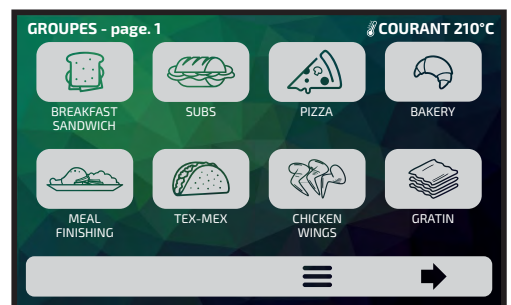 GROUPES - page. 1
COURANT 210°C
BREAKFAST
SANDWICH
SUBS
PIZZA
BAKERY
MEAL
FINISHING
TEX-MEX
CHICKEN
WINGS
GRATIN